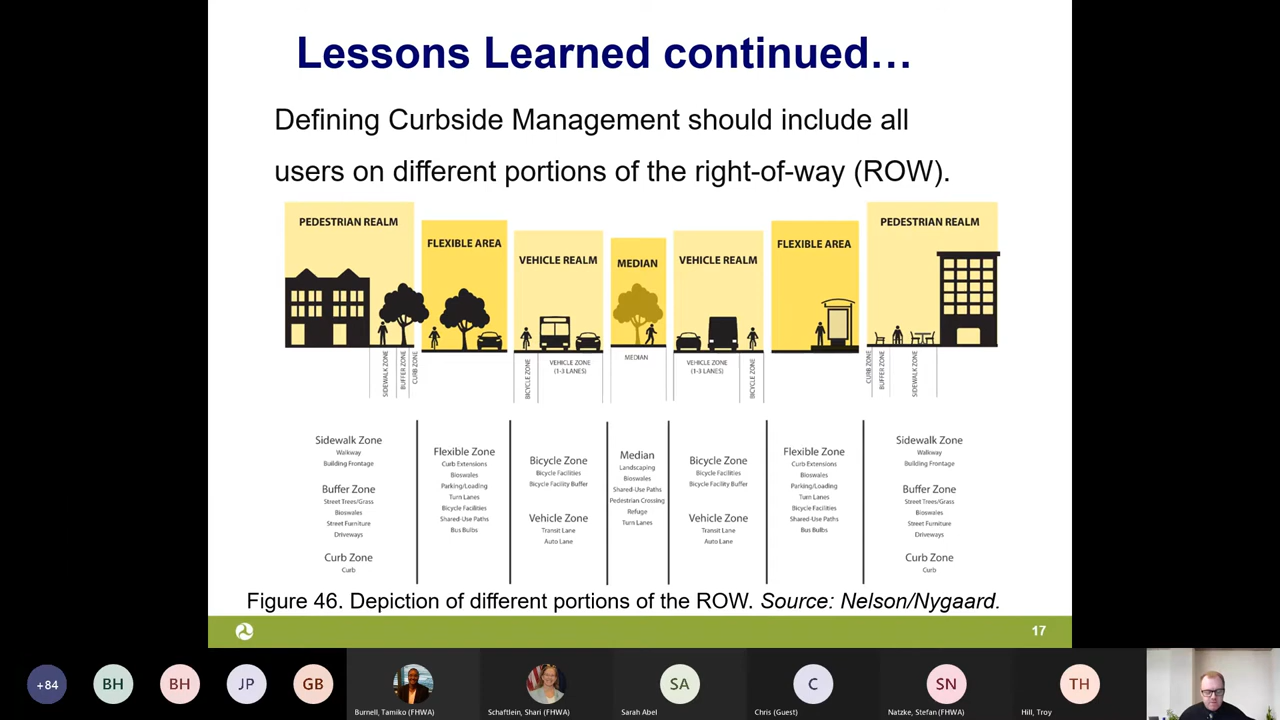 Lessons Learned continued…
Defining Curbside Management should include all
users on different portions of the right-of-way (ROW).
PEDESTRIAN REALM
FLEXIBLE AREA
VEHICLE REALM
MEDIAN
VEHICLE REALM
FLEXIBLE AREA
PEDESTRIAN REALM
SIDEWALK ZONE
BUFFER ZONE
CURB ZONE
BICYCLE ZONE
VEHICLE ZONE
(1-3 LANES)
MEDIAN
VEHICLE ZONE
(1-3 LANES)
BICYCLE ZONE
CURB ZONE
BUFFER ZONE
SIDEWALK ZONE
Sidewalk Zone
Walkway
Building Frontage
Buffer Zone
Street Trees/Grass
Bioswales
Street Furniture
Driveways
Curb Zone
Curb
Flexible Zone
Curb Extensions
Bioswales
Parking/Loading
Turn Lanes
Bicycle Facilities
Shared-Use Paths
Bus Bulbs
Bicycle Zone
Bicycle Facilities
Bicycle Facility Buffer
Vehicle Zone
Transit Lane
Auto Lane
Median
Landscaping
Bioswales
Shared-Use Paths
Pedestrian Crossing
Refuge
Turn Lanes
Bicycle Zone
Bicycle Facilities
Bicycle Facility Buffer
Vehicle Zone
Transit Lane
Auto Lane
Flexible Zone
Curb Extensions
Bioswales
Parking/Loading
Turn Lanes
Bicycle Facilities
Shared-Use Paths
Bus Bulbs
Sidewalk Zone
Walkway
Building Frontage
Buffer Zone
Street Trees/Grass
Bioswales
Street Furniture
Driveways
Curb Zone
Curb
Figure 46. Depiction of different portions of the ROW. Source: Nelson/Nygaard.
17
+84
BH
BH
JP
GB
Burnell, Tamiko (FHWA)
Schaftlein, Shari (FHWA)
SA
Sarah Abel
C
Chris (Guest)
SN
Natzke, Stefan (FHWA)
TH
Hill, Troy